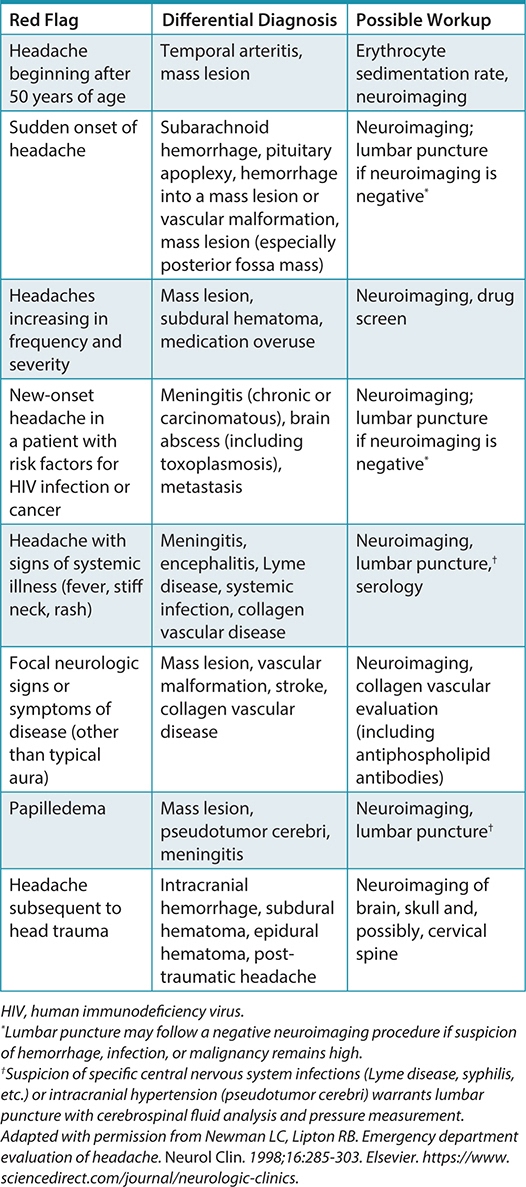 Red Flag
Differential Diagnosis
Possible Workup
Headache
beginning after
50 years of age
Temporal arteritis,
mass lesion
Erythrocyte
sedimentation rate,
neuroimaging
Sudden onset of
headache
Subarachnoid
hemorrhage, pituitary
apoplexy, hemorrhage
into a mass lesion or
vascular malformation,
mass lesion (especially
posterior fossa mass)
Neuroimaging;
lumbar puncture
if neuroimaging is
negative*
Headaches
increasing in
frequency and
severity
Mass lesion,
subdural hematoma,
medication overuse
Neuroimaging, drug
screen
New-onset
headache in
a patient with
risk factors for
HIV infection or
cancer
Meningitis (chronic or
carcinomatous), brain
abscess (including
toxoplasmosis),
metastasis
Neuroimaging;
lumbar puncture
if neuroimaging is
negative*
Headache with
signs of systemic
illness (fever, stiff
neck, rash)
Meningitis,
encephalitis, Lyme
disease, systemic
infection, collagen
vascular disease
Neuroimaging,
lumbar puncture,†
serology
Focal neurologic
signs or
symptoms of
disease (other
than typical
aura)
Mass lesion, vascular
malformation, stroke,
collagen vascular
disease
Neuroimaging,
collagen vascular
evaluation
(including
antiphospholipid
antibodies)
Papilledema
Mass lesion,
pseudotumor cerebri,
meningitis
Neuroimaging,
lumbar puncture†
Headache
subsequent to
head trauma
Intracranial
hemorrhage, subdural
hematoma, epidural
hematoma, post-
traumatic headache
Neuroimaging of
brain, skull and,
possibly, cervical
spine
HIV, human immunodeficiency virus.
*Lumbar puncture may follow a negative neuroimaging procedure if suspicion
of hemorrhage, infection, or malignancy remains high.
†Suspicion of specific central nervous system infections (Lyme disease, syphilis,
etc.) or intracranial hypertension (pseudotumor cerebri) warrants lumbar
puncture with cerebrospinal fluid analysis and pressure measurement.
Adapted with permission from Newman LC, Lipton RB. Emergency department
evaluation of headache. Neurol Clin. 1998;16:285-303. Elsevier. https://www.
sciencedirect.com/journal/neurologic-clinics.